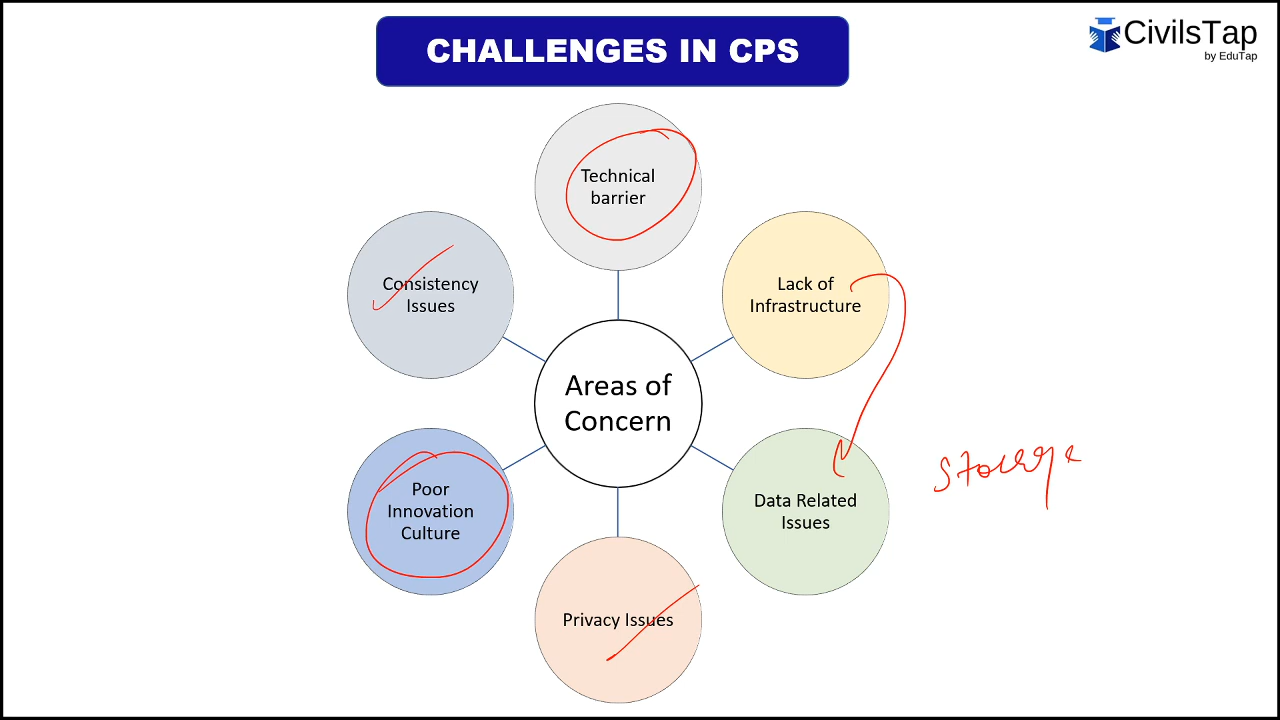 CHALLENGES IN CPS
CivilsTap
by EduTap
Technical
barrier
Consistency
Issues
Lack of
Infrastructure
Areas of
Concern
Poor
Innovation
Culture
Data Related
Issues
Storage
Privacy Issues